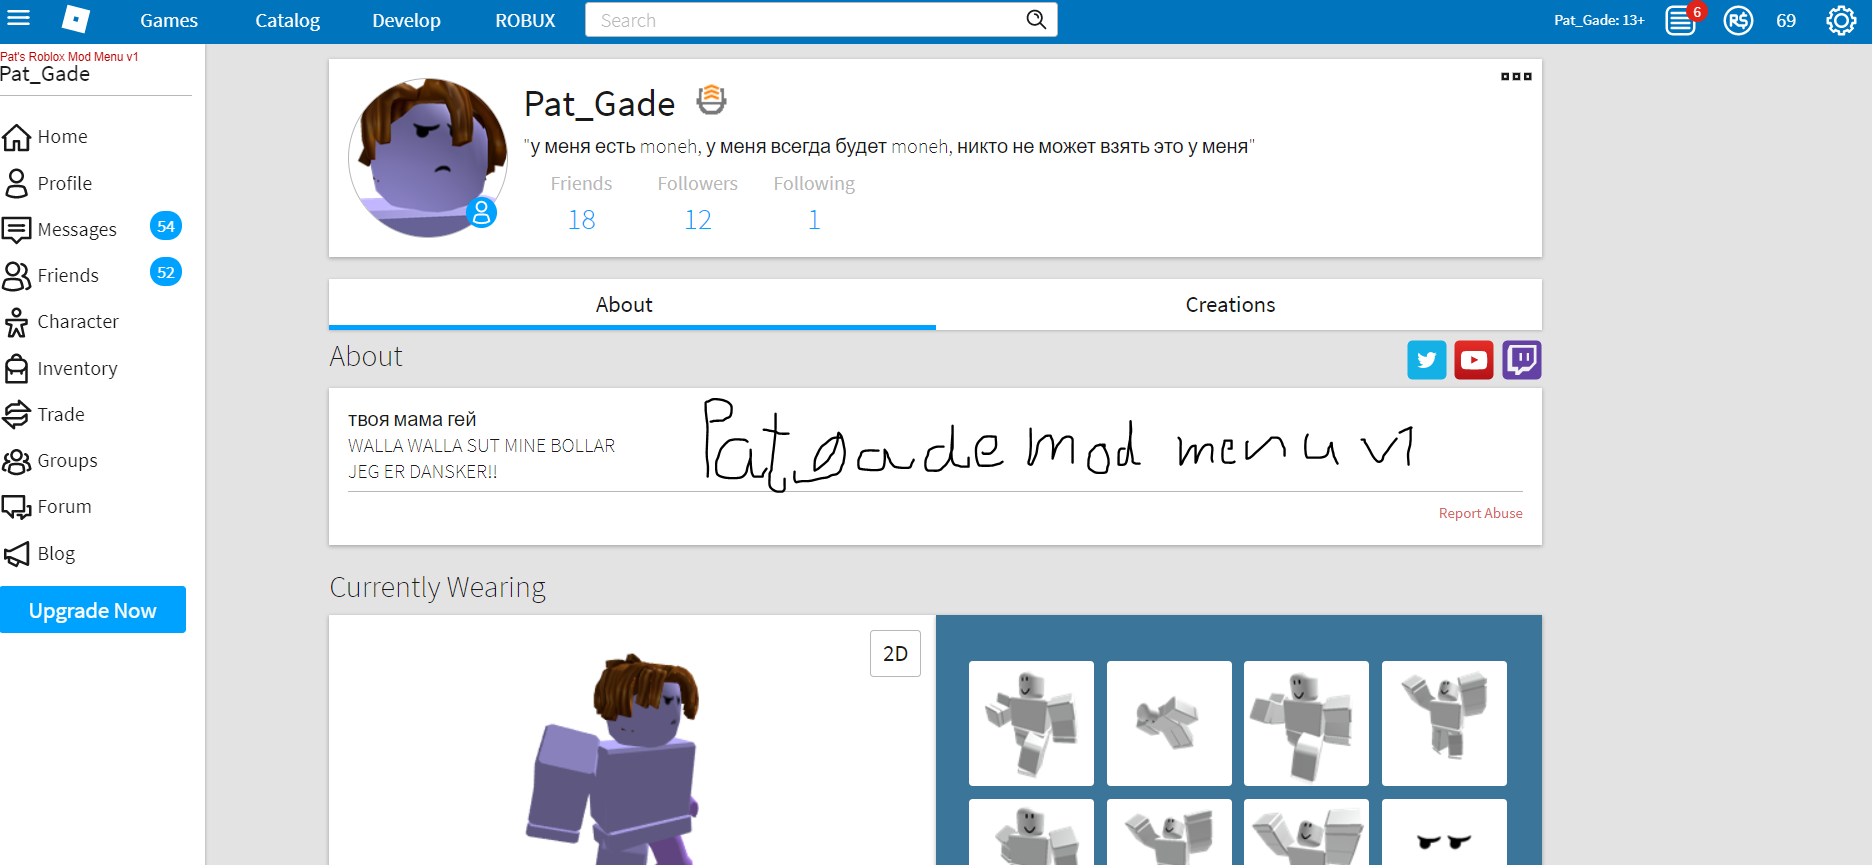 Games Catalog Develop ROBUX Search Pat_Gade: 13+ 6 R$ 69
Pat's Roblox Mod Menu v1
Pat_Gade
Home
Profile
Messages 54
Friends 52
Character
Inventory
Trade
Groups
Forum
Blog
Upgrade Now
Pat_Gade
"у меня есть moneh, у меня всегда будет moneh, никто не может взять это у меня"
Friends Followers Following
18 12 1
About Creations
About
твоя мама гей
WALLA WALLA SUT MINE BOLLAR
JEG ER DANSKER!!
Pat_gade mod menu v1
Report Abuse
Currently Wearing
2D